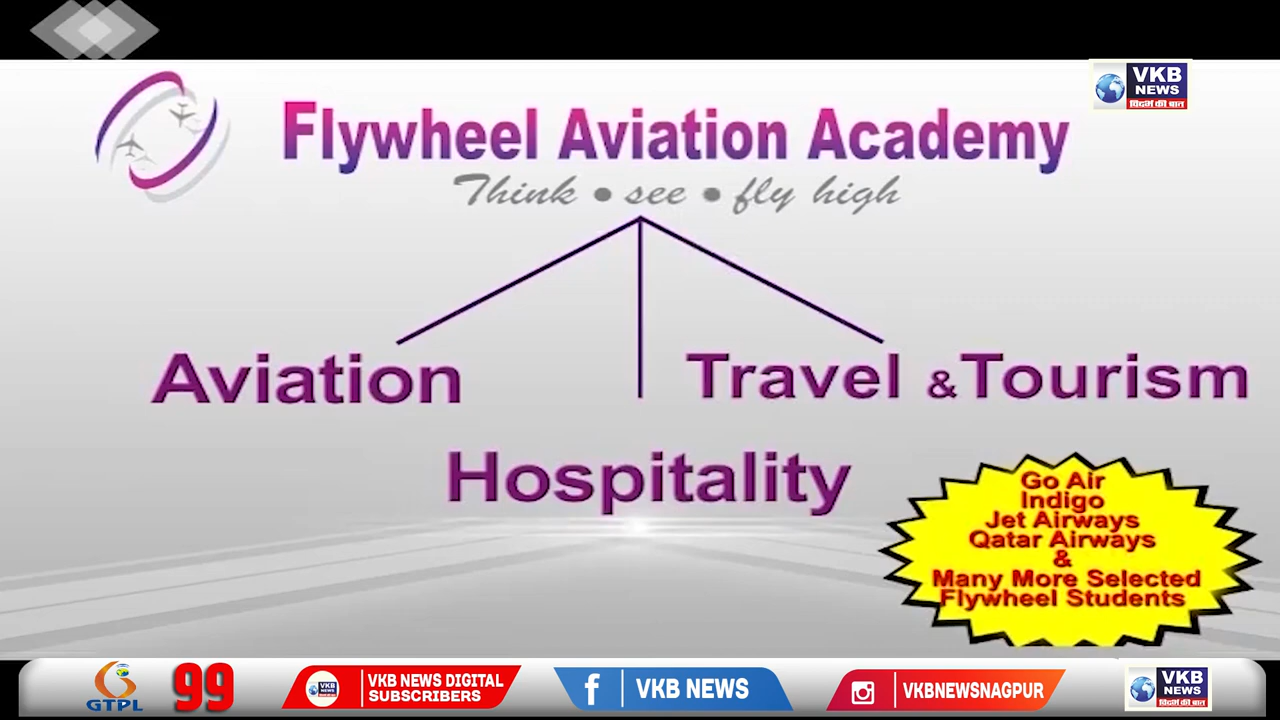 VKB
NEWS
विदर्भ की बात
Flywheel Aviation Academy
Think • see • fly high
Aviation
Travel & Tourism
Hospitality
Go Air
Indigo
Jet Airways
Qatar Airways
&
Many More Selected
Flywheel Students
GTPL
99
VKB NEWS
VKB NEWS DIGITAL
SUBSCRIBERS
f
VKB NEWS
VKBNEWSNAGPUR
VKB
NEWS
विदर्भ की बात